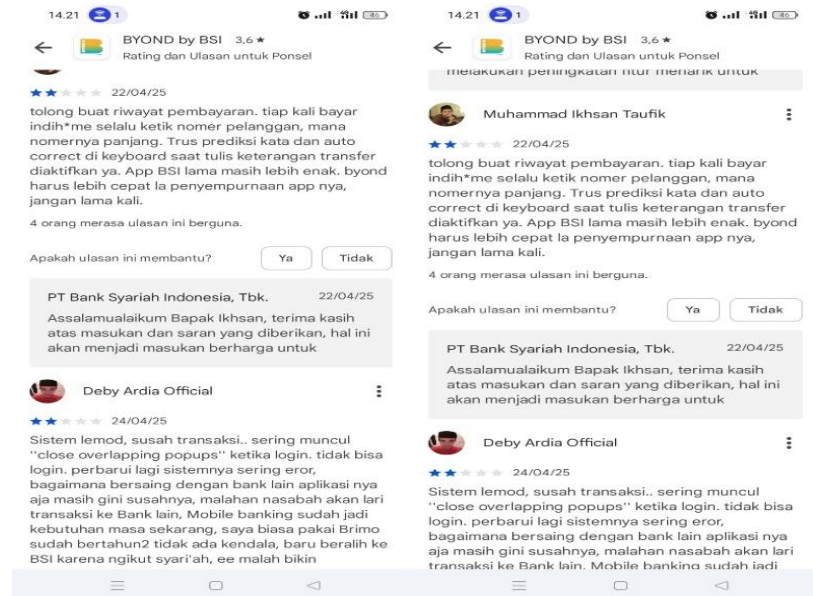 14.21 1
46
BYOND by BSI 3,6 ★
Rating dan Ulasan untuk Ponsel
22/04/25
tolong buat riwayat pembayaran. tiap kali bayar
indih*me selalu ketik nomer pelanggan, mana
nomernya panjang. Trus prediksi kata dan auto
correct di keyboard saat tulis keterangan transfer
diaktifkan ya. App BSI lama masih lebih enak. byond
harus lebih cepat la penyempurnaan app nya,
jangan lama kali.
4 orang merasa ulasan ini berguna.
Apakah ulasan ini membantu? Ya Tidak
PT Bank Syariah Indonesia, Tbk. 22/04/25
Assalamualaikum Bapak Ikhsan, terima kasih
atas masukan dan saran yang diberikan, hal ini
akan menjadi masukan berharga untuk
Deby Ardia Official
24/04/25
Sistem lemod, susah transaksi.. sering muncul
"close overlapping popups" ketika login. tidak bisa
login. perbarui lagi sistemnya sering eror,
bagaimana bersaing dengan bank lain aplikasi nya
aja masih gini susahnya, malahan nasabah akan lari
transaksi ke Bank lain, Mobile banking sudah jadi
kebutuhan masa sekarang, saya biasa pakai Brimo
sudah bertahun2 tidak ada kendala, baru beralih ke
BSI karena ngikut syari'ah, ee malah bikin
14.21 1
46
BYOND by BSI 3,6 ★
Rating dan Ulasan untuk Ponsel
melakukan peningkatan fitur menarik untuk
Muhammad Ikhsan Taufik
22/04/25
tolong buat riwayat pembayaran. tiap kali bayar
indih*me selalu ketik nomer pelanggan, mana
nomernya panjang. Trus prediksi kata dan auto
correct di keyboard saat tulis keterangan transfer
diaktifkan ya. App BSI lama masih lebih enak. byond
harus lebih cepat la penyempurnaan app nya,
jangan lama kali.
4 orang merasa ulasan ini berguna.
Apakah ulasan ini membantu? Ya Tidak
PT Bank Syariah Indonesia, Tbk. 22/04/25
Assalamualaikum Bapak Ikhsan, terima kasih
atas masukan dan saran yang diberikan, hal ini
akan menjadi masukan berharga untuk
Deby Ardia Official
24/04/25
Sistem lemod, susah transaksi.. sering muncul
"close overlapping popups" ketika login. tidak bisa
login. perbarui lagi sistemnya sering eror,
bagaimana bersaing dengan bank lain aplikasi nya
aja masih gini susahnya, malahan nasabah akan lari
transaksi ke Bank lain, Mobile banking sudah jadi